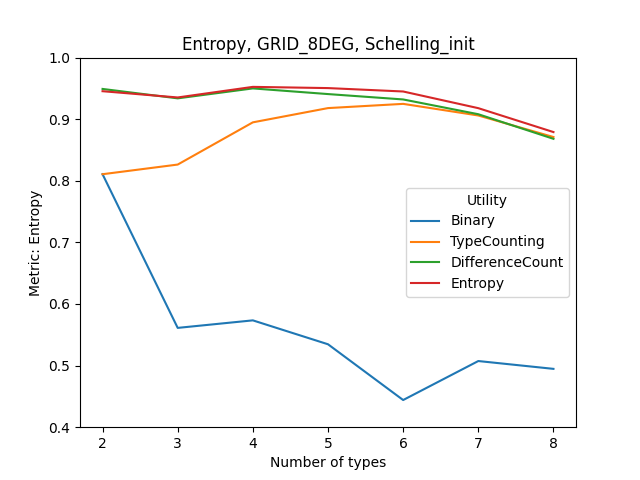 Entropy, GRID_8DEG, Schelling_init
1.0
0.9
0.8
0.7
0.6
0.5
0.4
Metric: Entropy
Utility
Binary
TypeCounting
DifferenceCount
Entropy
2 3 4 5 6 7 8
Number of types